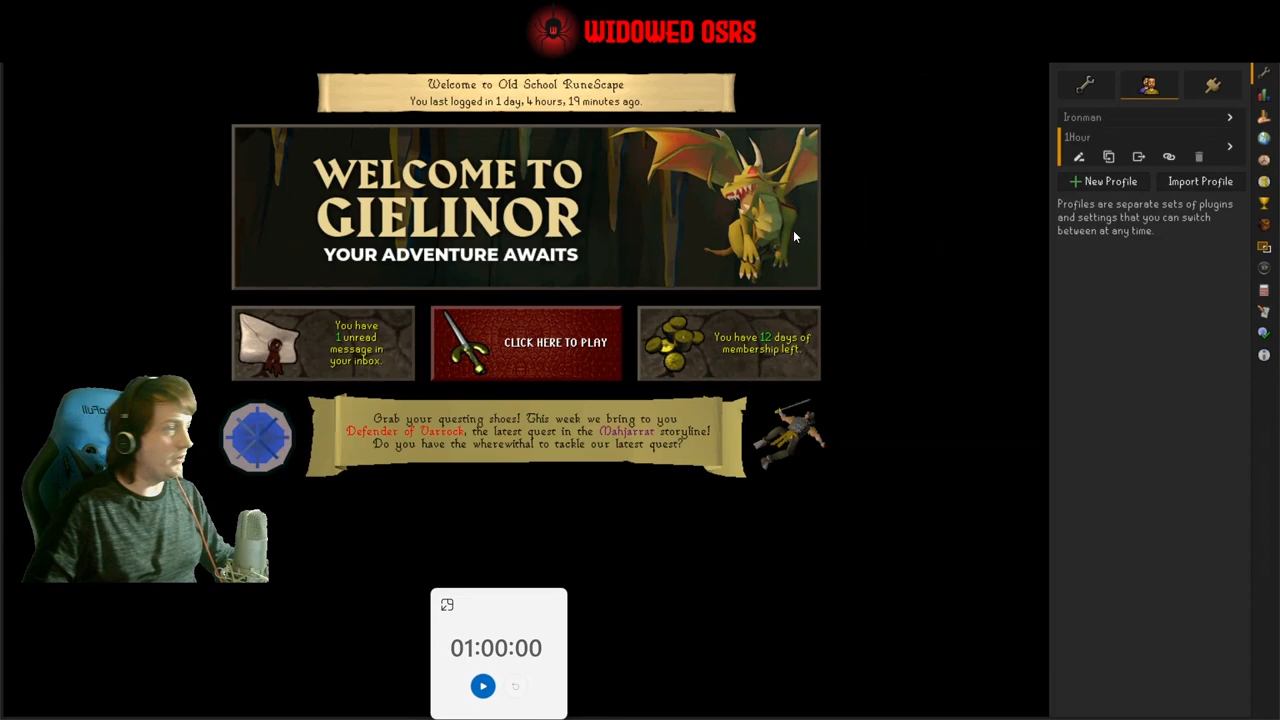 WIDOWED OSRS
Welcome to Old School RuneScape
You last logged in 1 day, 4 hours, 19 minutes ago.
WELCOME TO
GIELINOR
YOUR ADVENTURE AWAITS
You have
1 unread
message in
your inbox.
CLICK HERE TO PLAY
You have 12 days of
membership left.
Grab your questing shoes! This week we bring to you
Defender of Varrock, the latest quest in the Mahjarrat storyline!
Do you have the wherewithal to tackle our latest quest?
01:00:00
Ironman
1Hour
New Profile
Import Profile
Profiles are separate sets of plugins
and settings that you can switch
between at any time.